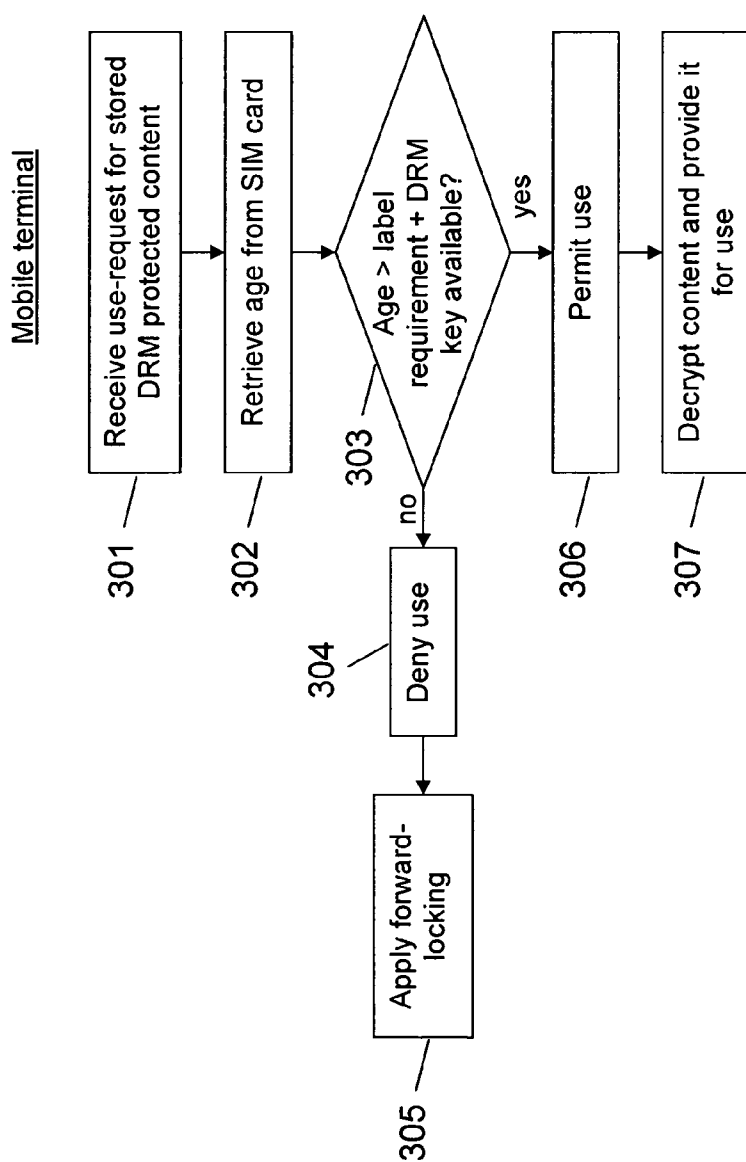 Mobile terminal
301
Receive use-request for stored
DRM protected content
302
Retrieve age from SIM card
303
Age > label
requirement + DRM
key available?
no
yes
304
Deny use
305
Apply forward-
locking
306
Permit use
307
Decrypt content and provide it
for use